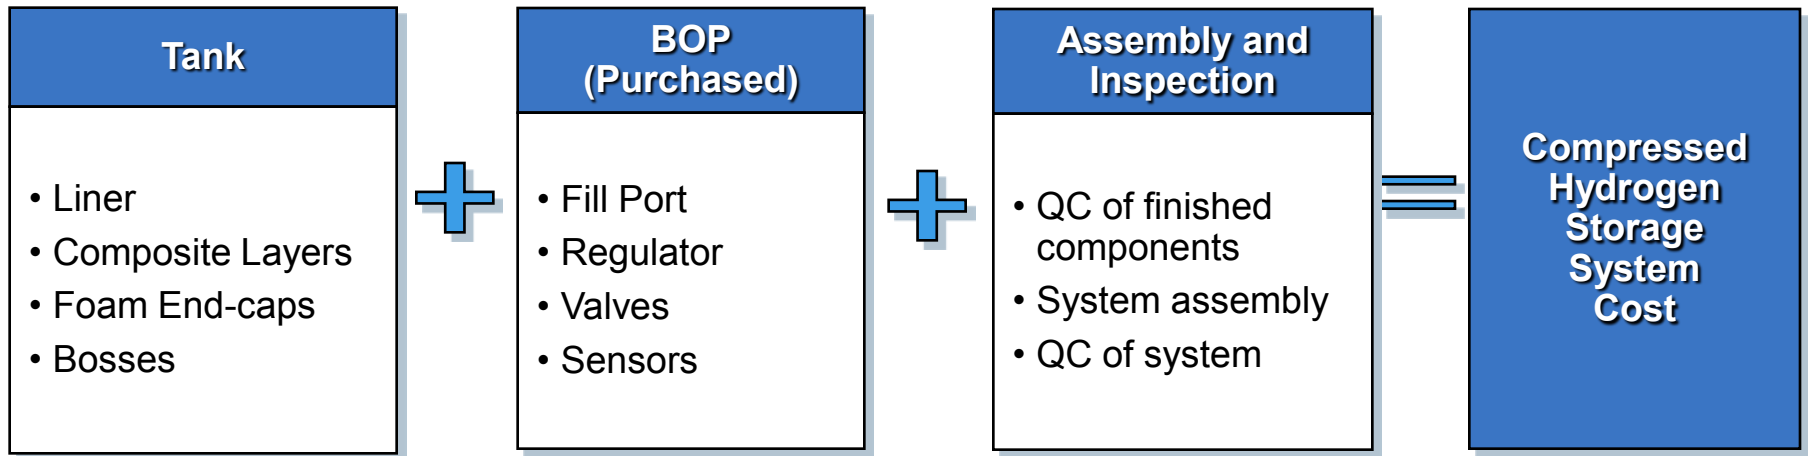 Tank
• Liner
• Composite Layers
• Foam End-caps
• Bosses
BOP
(Purchased)
• Fill Port
• Regulator
• Valves
• Sensors
Assembly and
Inspection
• QC of finished
components
• System assembly
• QC of system
Compressed
Hydrogen
Storage
System
Cost